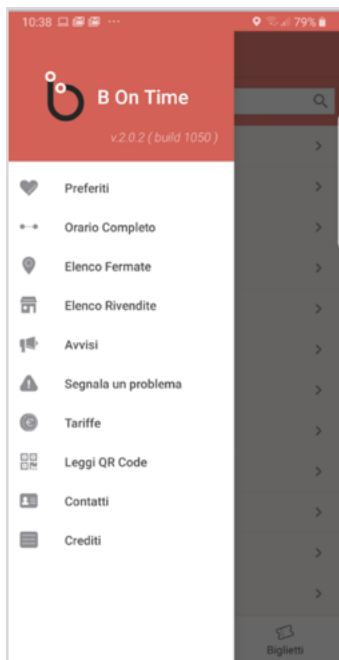 10:38 ... 79%
B On Time
v.2.0.2 ( build 1050 )
Preferiti
Orario Completo
Elenco Fermate
Elenco Rivendite
Avvisi
Segnala un problema
Tariffe
Leggi QR Code
Contatti
Crediti
Biglietti